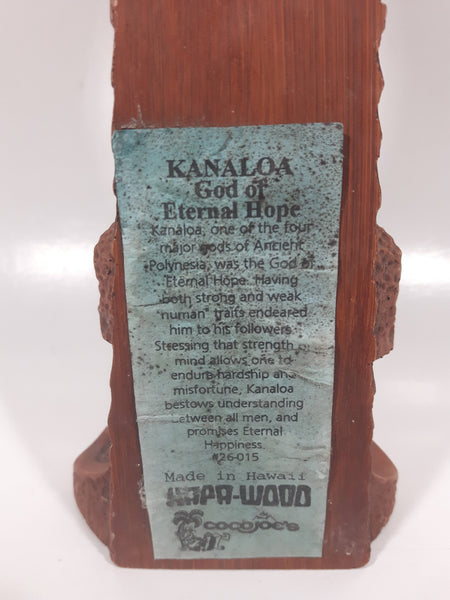 KANALOA
God of
Eternal Hope
Kanaloa, one of the four
major gods of Ancient
Polynesia, was the God of
Eternal Hope. Having
both strong and weak
"human" traits endeared
him to his followers.
Stressing that strength of
mind allows one to
endure hardship and
misfortune, Kanaloa
bestows understanding
between all men, and
promises Eternal
Happiness.
#26-015
Made in Hawaii
HAPA-WOOD
COCOJOE'S